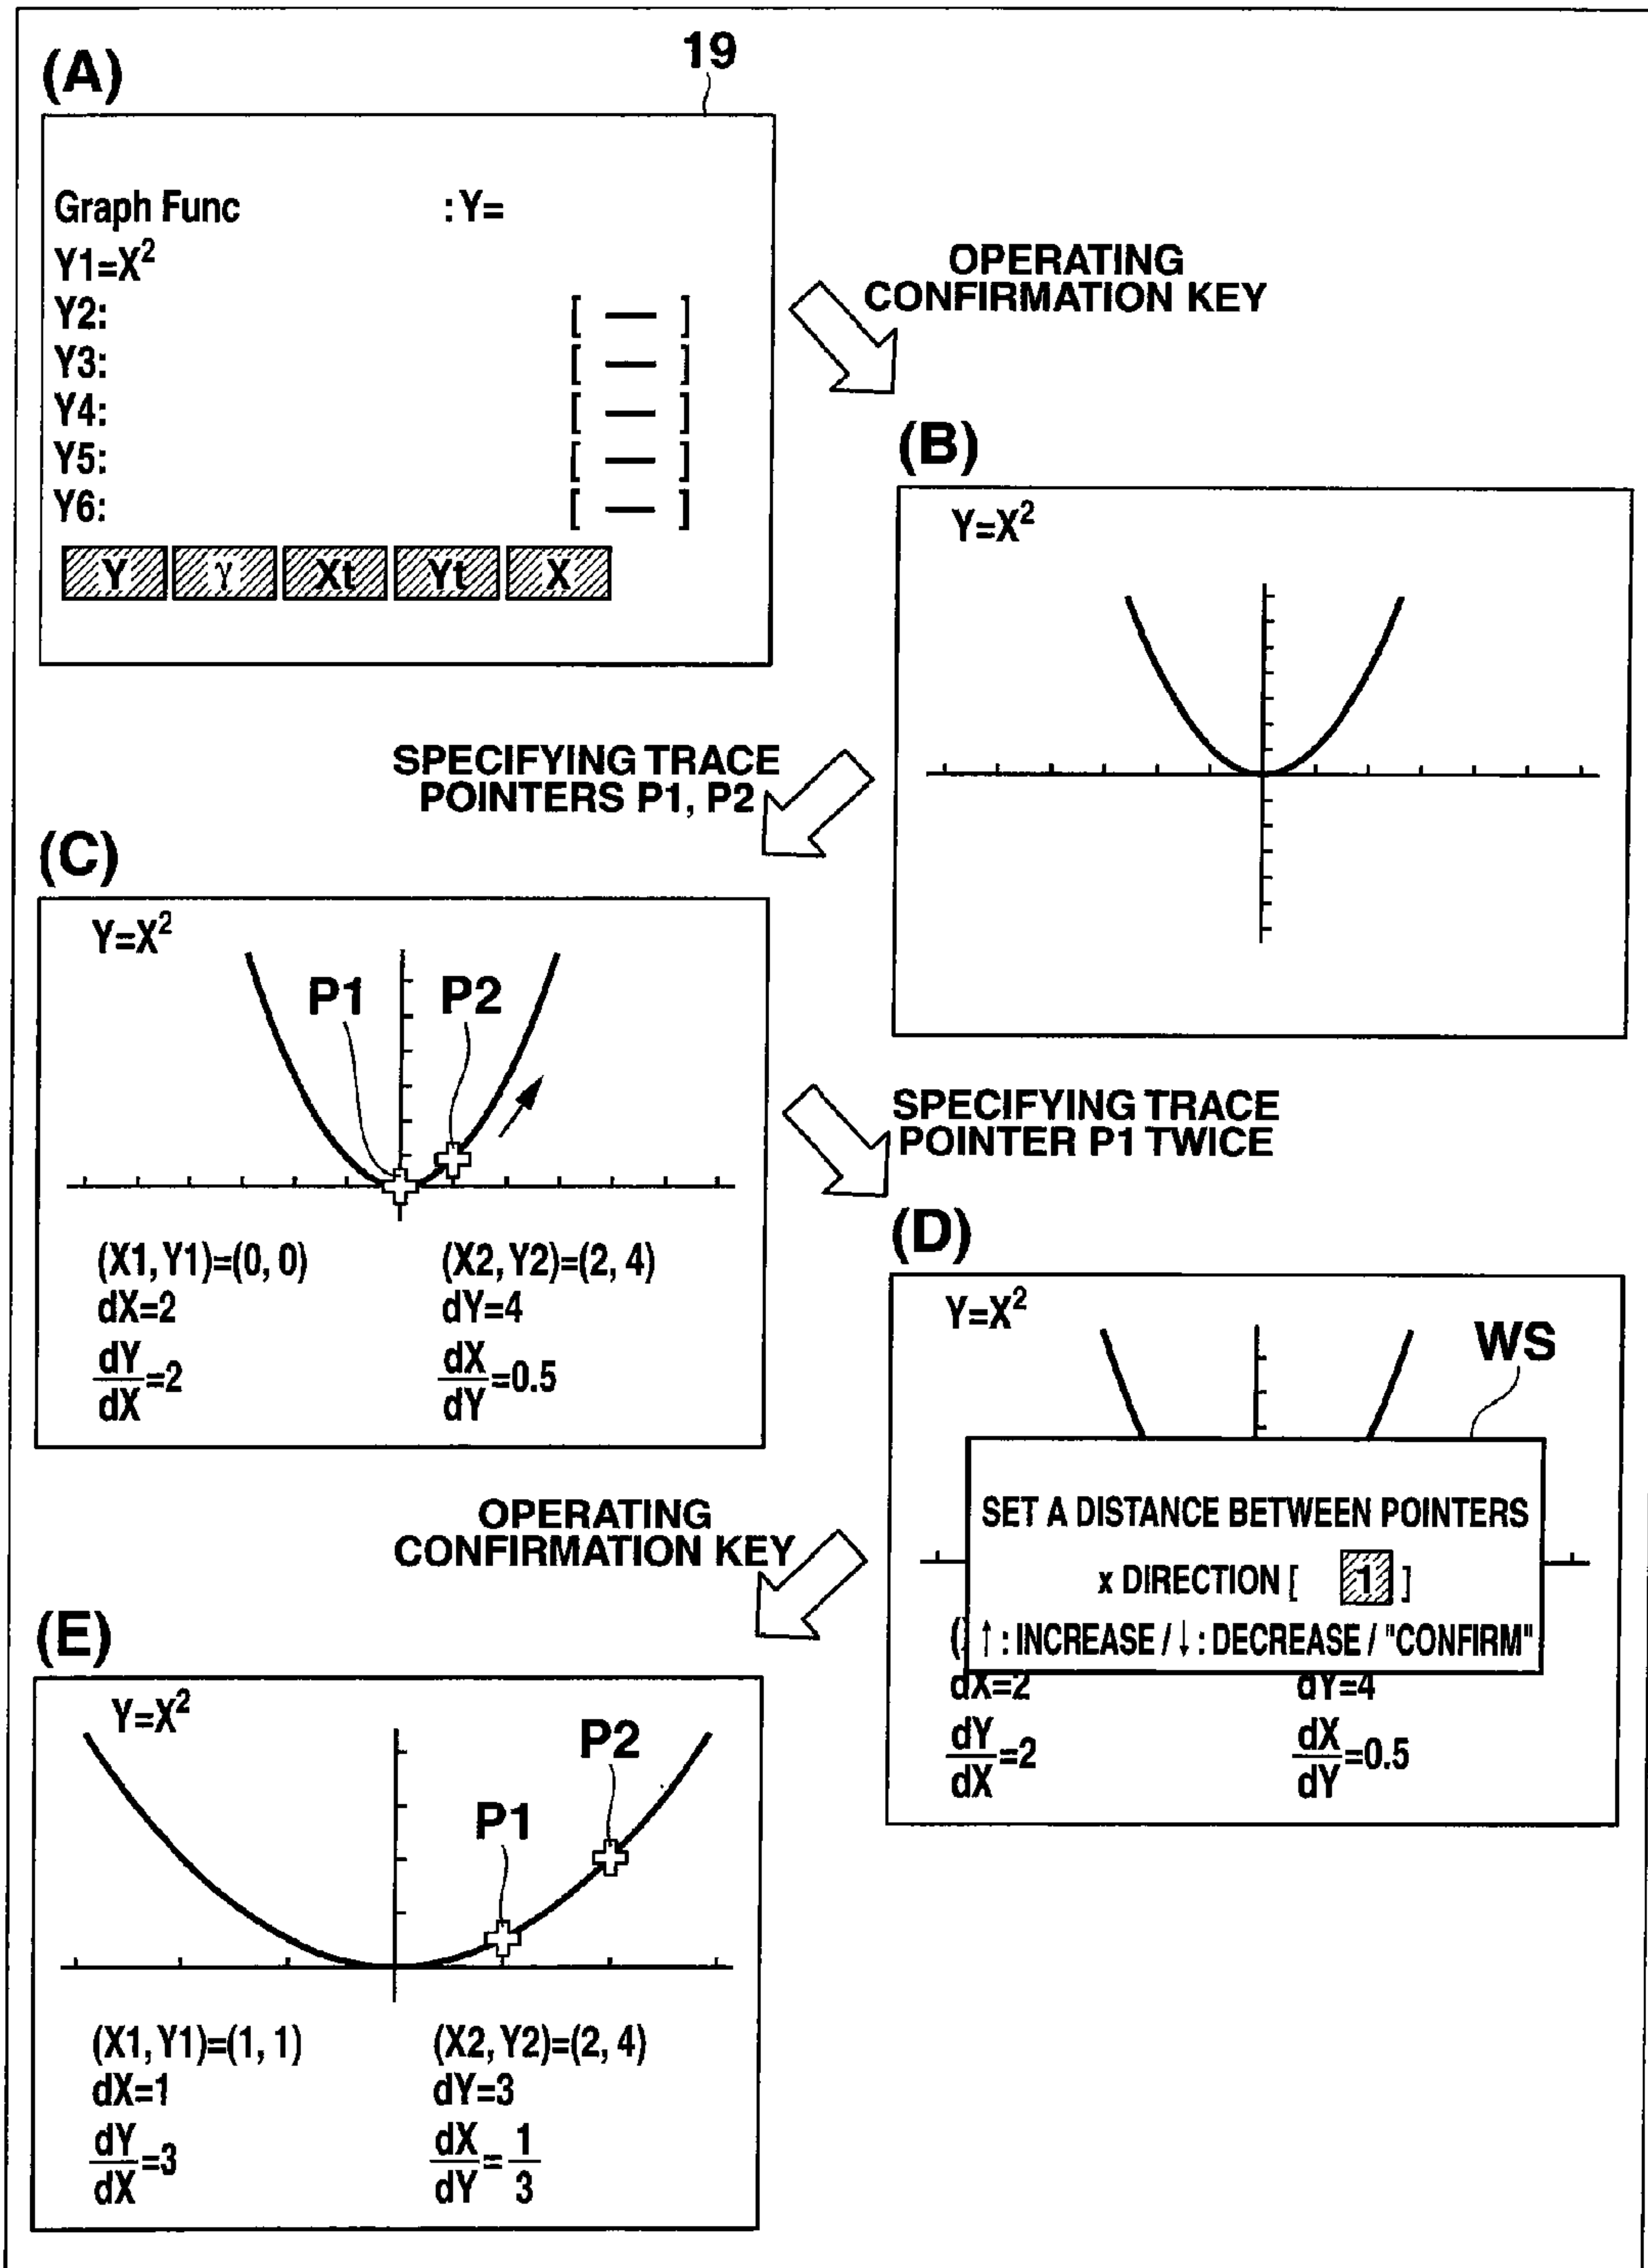 (A)
19
Graph Func :Y=
Y1=X²
Y2: [ — ]
Y3: [ — ]
Y4: [ — ]
Y5: [ — ]
Y6: [ — ]
Y γ Xt Yt X
OPERATING
CONFIRMATION KEY
(B)
Y=X²
SPECIFYING TRACE
POINTERS P1, P2
(C)
Y=X²
P1 P2
(X1,Y1)=(0, 0) (X2,Y2)=(2, 4)
dX=2 dY=4
dY/dX=2 dX/dY=0.5
SPECIFYING TRACE
POINTER P1 TWICE
(D)
Y=X²
WS
SET A DISTANCE BETWEEN POINTERS
x DIRECTION [ 1 ]
( ↑ : INCREASE / ↓ : DECREASE / "CONFIRM"
dX=2 dY=4
dY/dX=2 dX/dY=0.5
OPERATING
CONFIRMATION KEY
(E)
Y=X²
P2
P1
(X1,Y1)=(1, 1) (X2,Y2)=(2, 4)
dX=1 dY=3
dY/dX=3 dX/dY=1/3